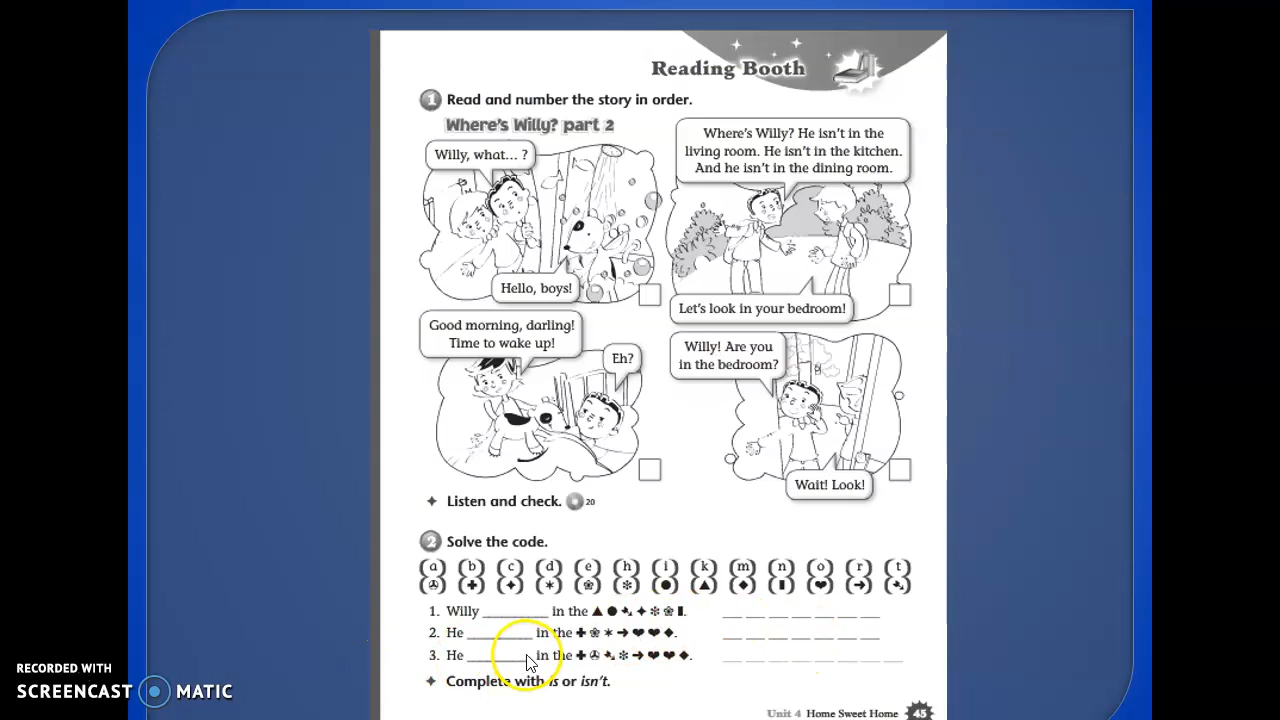 Reading Booth
1 Read and number the story in order.
Where's Willy? part 2
Willy, what... ?
Hello, boys!
Where's Willy? He isn't in the
living room. He isn't in the kitchen.
And he isn't in the dining room.
Let's look in your bedroom!
Good morning, darling!
Time to wake up!
Eh?
Willy! Are you
in the bedroom?
Wait! Look!
Listen and check. 20
2 Solve the code.
a b c d e h i k m n o r t
1. Willy __________ in the
2. He __________ in the
3. He __________ in the
Complete with is or isn't.
Unit 4 Home Sweet Home 45
RECORDED WITH
SCREENCAST MATIC